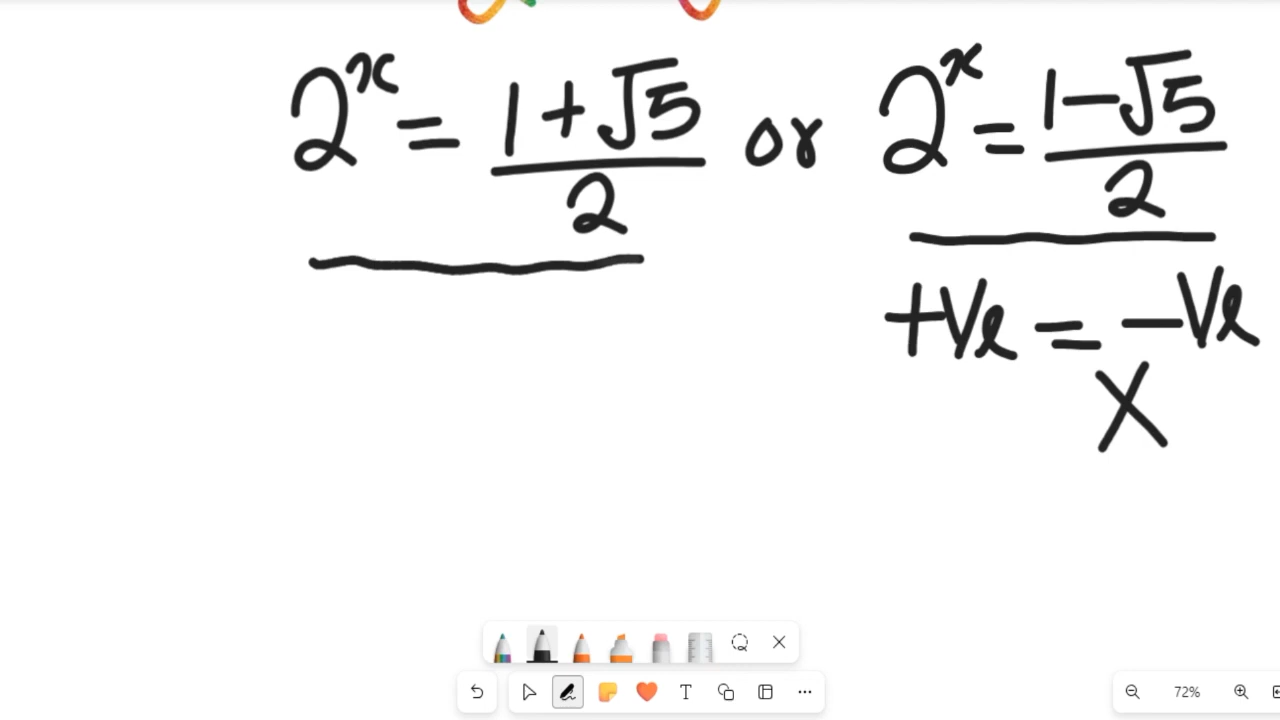 2^x = (1+√5)/2 or 2^x = (1-√5)/2
+Ve = -Ve
X
72%